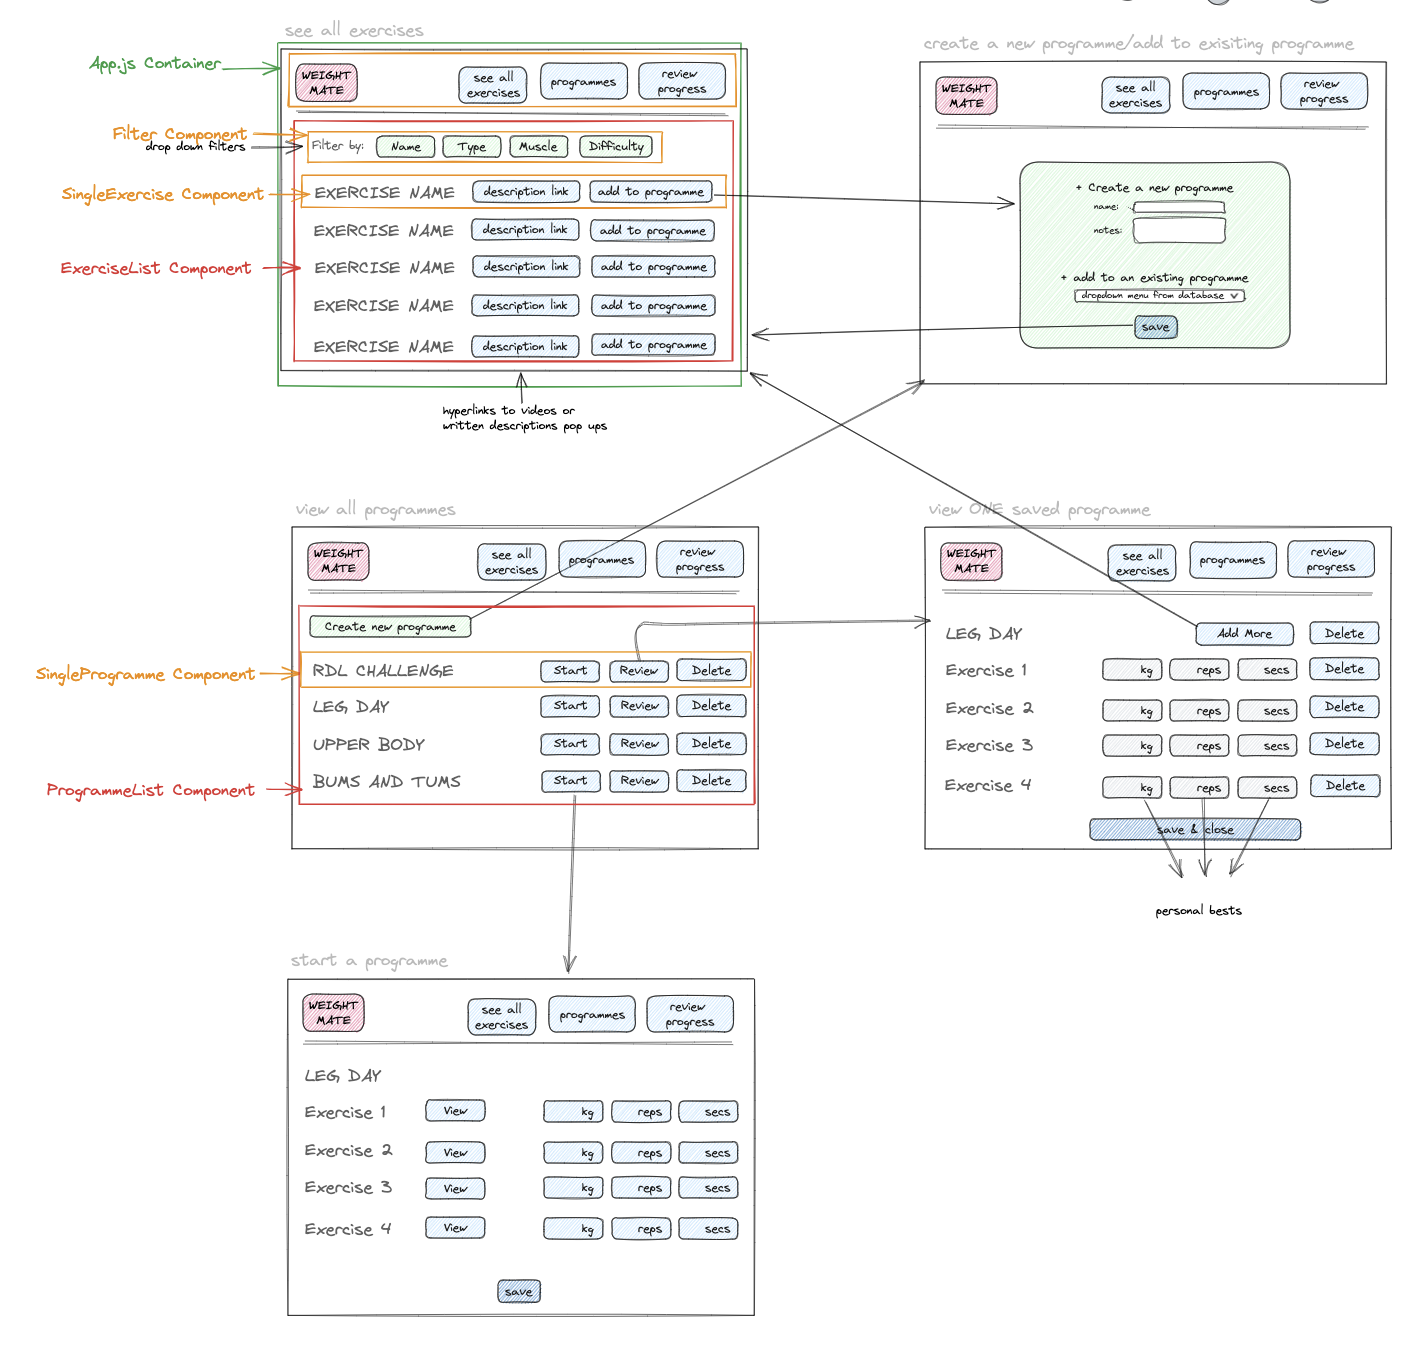 see all exercises
App.js Container
WEIGHT
MATE
see all
exercises
programmes
review
progress
Filter Component
drop down filters
Filter by:
Name
Type
Muscle
Difficulty
SingleExercise Component
EXERCISE NAME
description link
add to programme
EXERCISE NAME
description link
add to programme
ExerciseList Component
EXERCISE NAME
description link
add to programme
EXERCISE NAME
description link
add to programme
EXERCISE NAME
description link
add to programme
hyperlinks to videos or
written descriptions pop ups
create a new programme/add to exisiting programme
WEIGHT
MATE
see all
exercises
programmes
review
progress
+ Create a new programme
name:
notes:
+ add to an existing programme
dropdown menu from database
save
view all programmes
WEIGHT
MATE
see all
exercises
programmes
review
progress
Create new programme
SingleProgramme Component
RDL CHALLENGE
Start
Review
Delete
LEG DAY
Start
Review
Delete
UPPER BODY
Start
Review
Delete
ProgrammeList Component
BUMS AND TUMS
Start
Review
Delete
view ONE saved programme
WEIGHT
MATE
see all
exercises
programmes
review
progress
LEG DAY
Add More
Delete
Exercise 1
kg
reps
secs
Delete
Exercise 2
kg
reps
secs
Delete
Exercise 3
kg
reps
secs
Delete
Exercise 4
kg
reps
secs
Delete
save & close
personal bests
start a programme
WEIGHT
MATE
see all
exercises
programmes
review
progress
LEG DAY
Exercise 1
View
kg
reps
secs
Exercise 2
View
kg
reps
secs
Exercise 3
View
kg
reps
secs
Exercise 4
View
kg
reps
secs
save